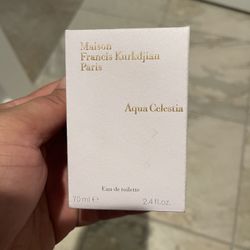 Maison
Francis Kurkdjian
Paris
Aqua Celestia
Eau de toilette
70 ml e 2.4 fl.oz.